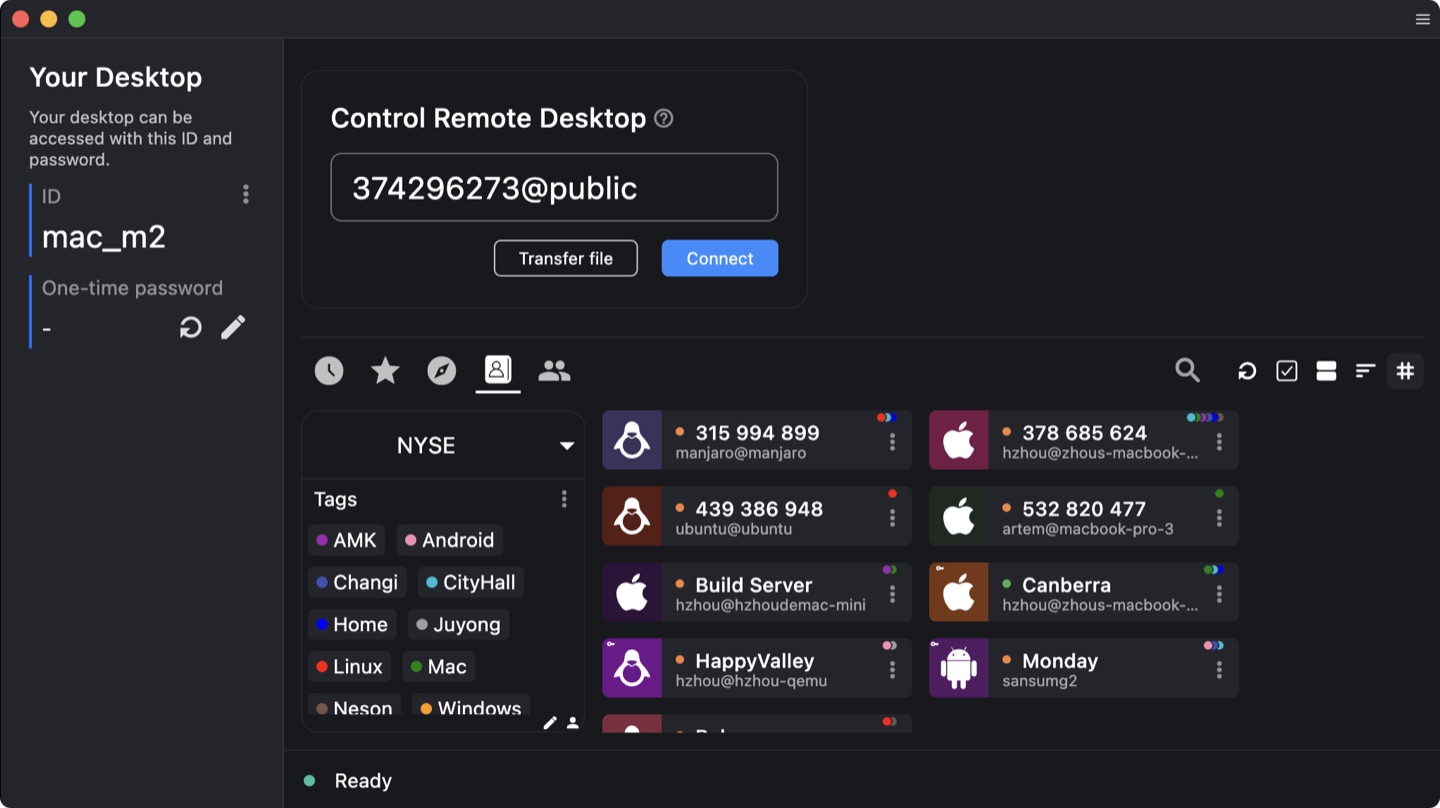 Your Desktop
Your desktop can be
accessed with this ID and
password.
ID
mac_m2
One-time password
-
Control Remote Desktop
374296273@public
Transfer file
Connect
NYSE
Tags
AMK
Android
Changi
CityHall
Home
Juyong
Linux
Mac
Neson
Windows
315 994 899
manjaro@manjaro
378 685 624
hzhou@zhous-macbook-...
439 386 948
ubuntu@ubuntu
532 820 477
artem@macbook-pro-3
Build Server
hzhou@hzhoudemac-mini
Canberra
hzhou@zhous-macbook-...
HappyValley
hzhou@hzhou-qemu
Monday
sansumg2
Ready